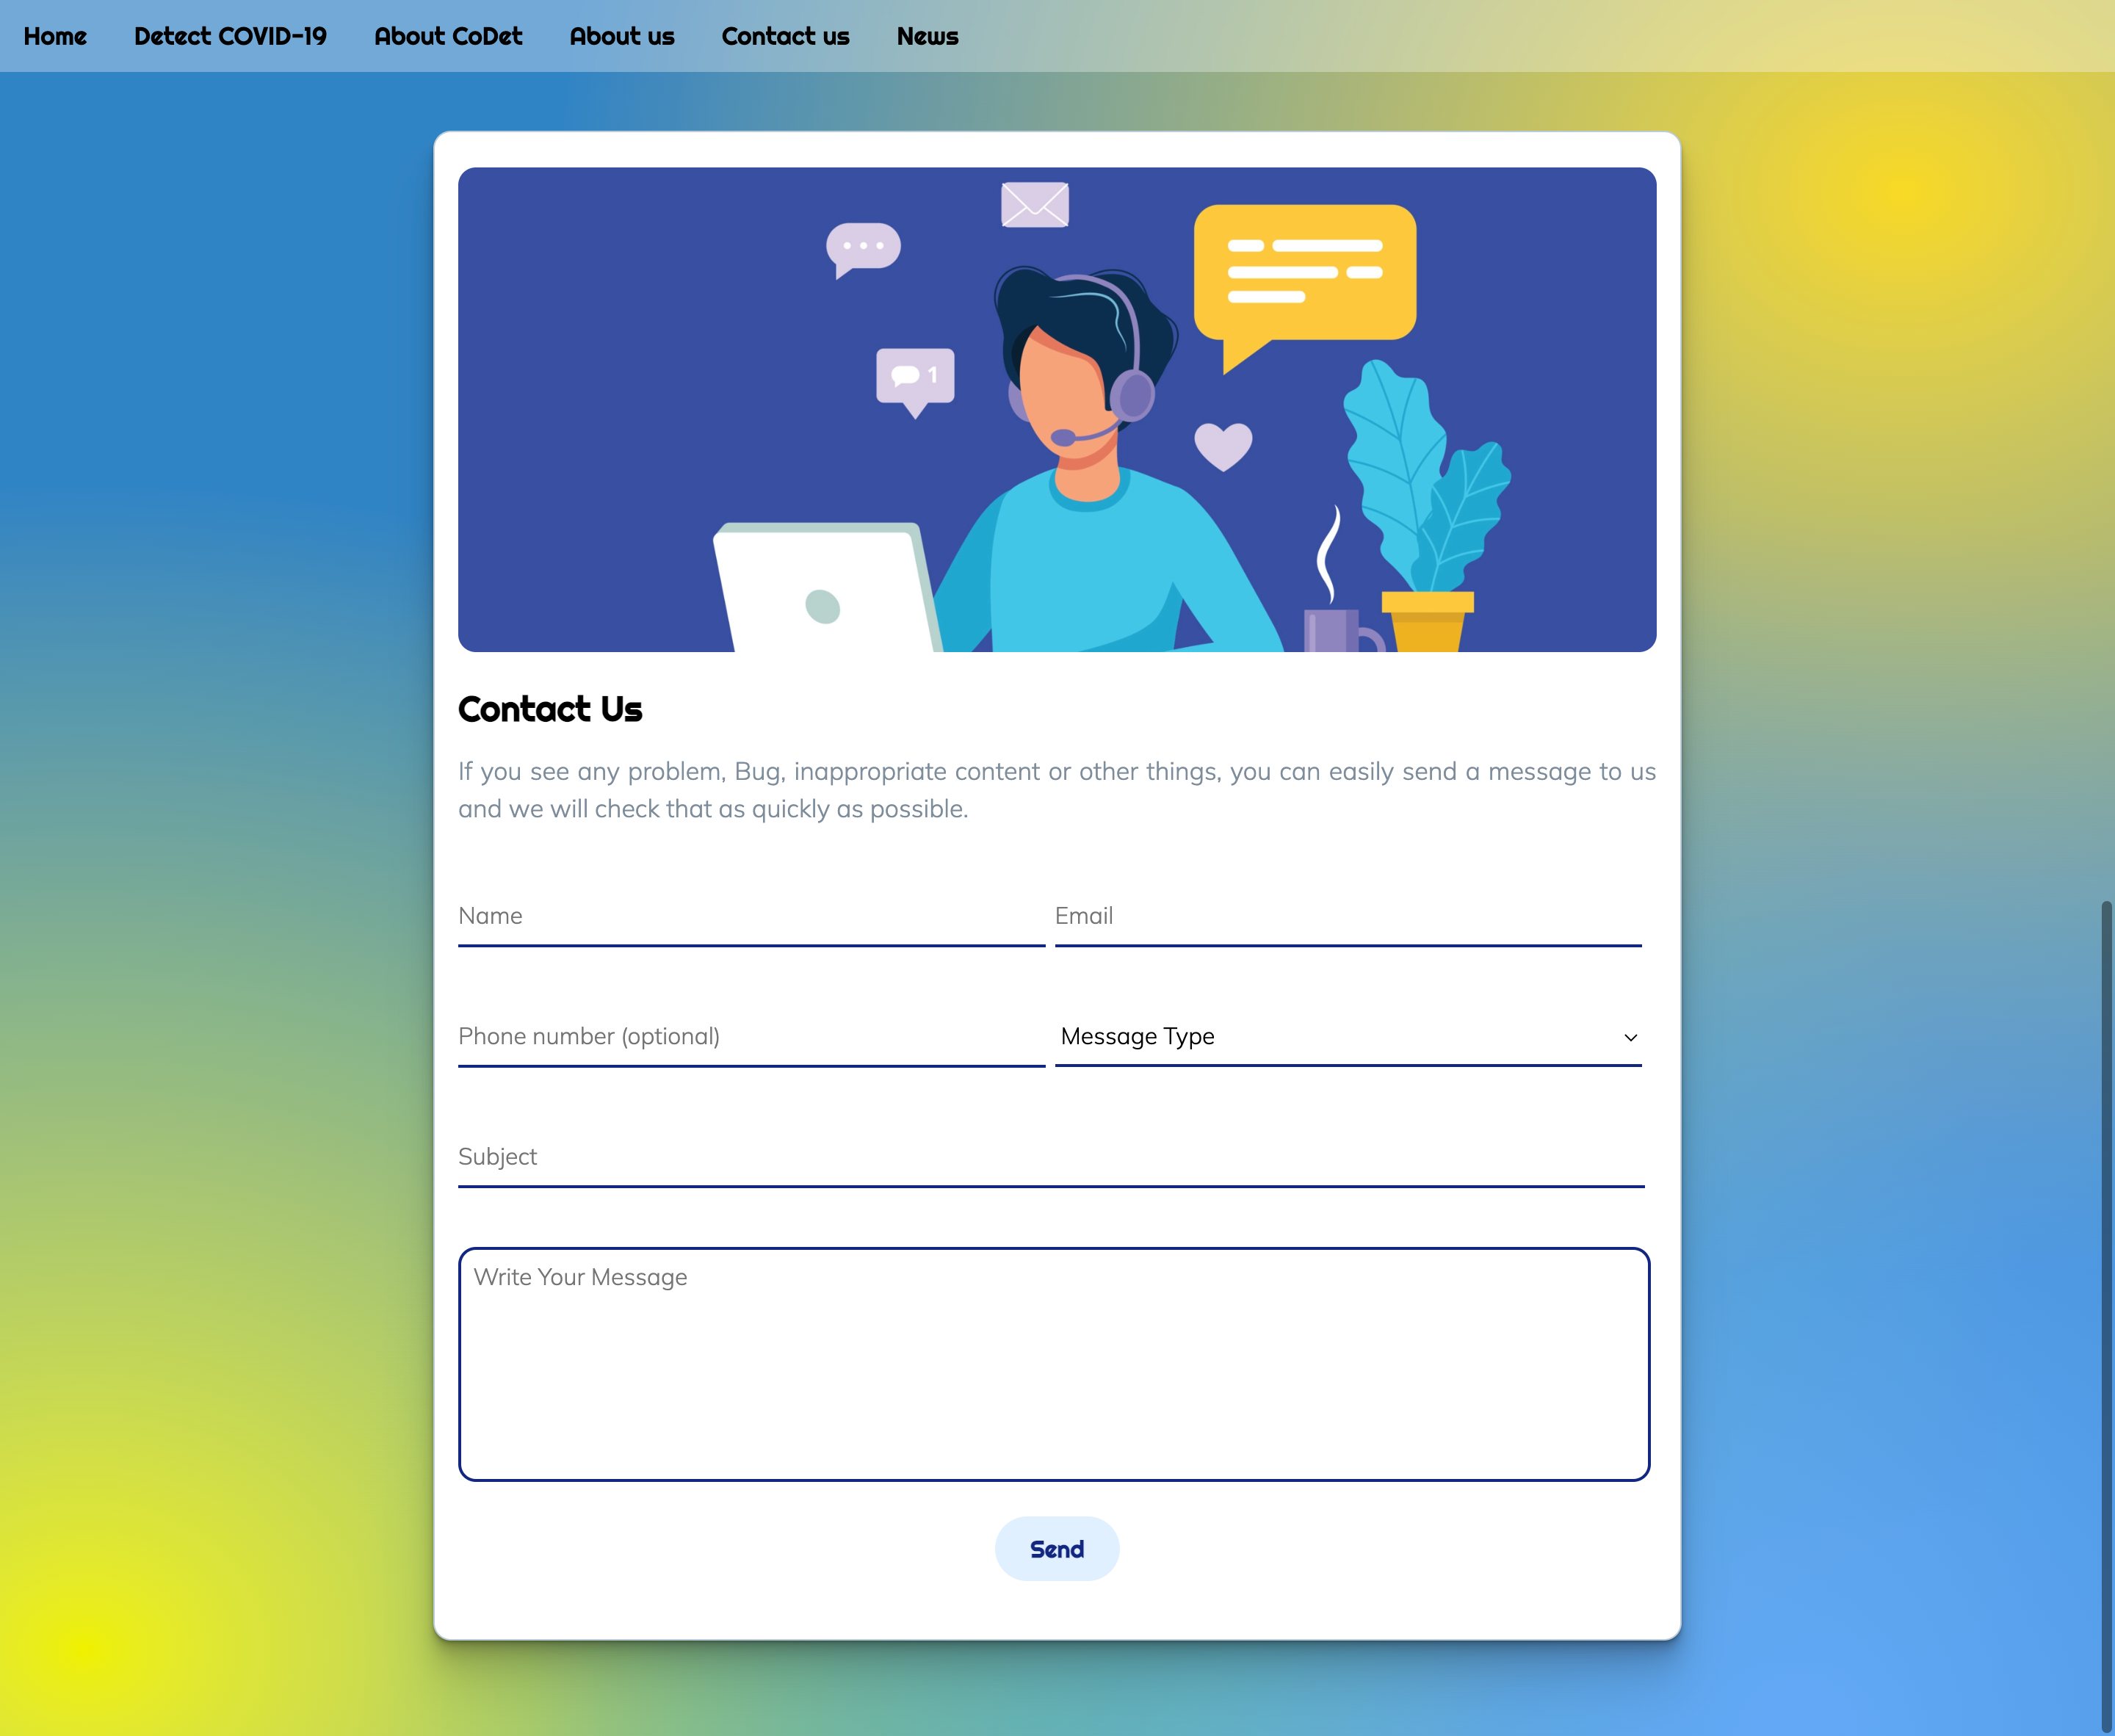 Home Detect COVID-19 About CoDet About us Contact us News
1
Contact Us
If you see any problem, Bug, inappropriate content or other things, you can easily send a message to us
and we will check that as quickly as possible.
Name Email
Phone number (optional) Message Type
Subject
Write Your Message
Send